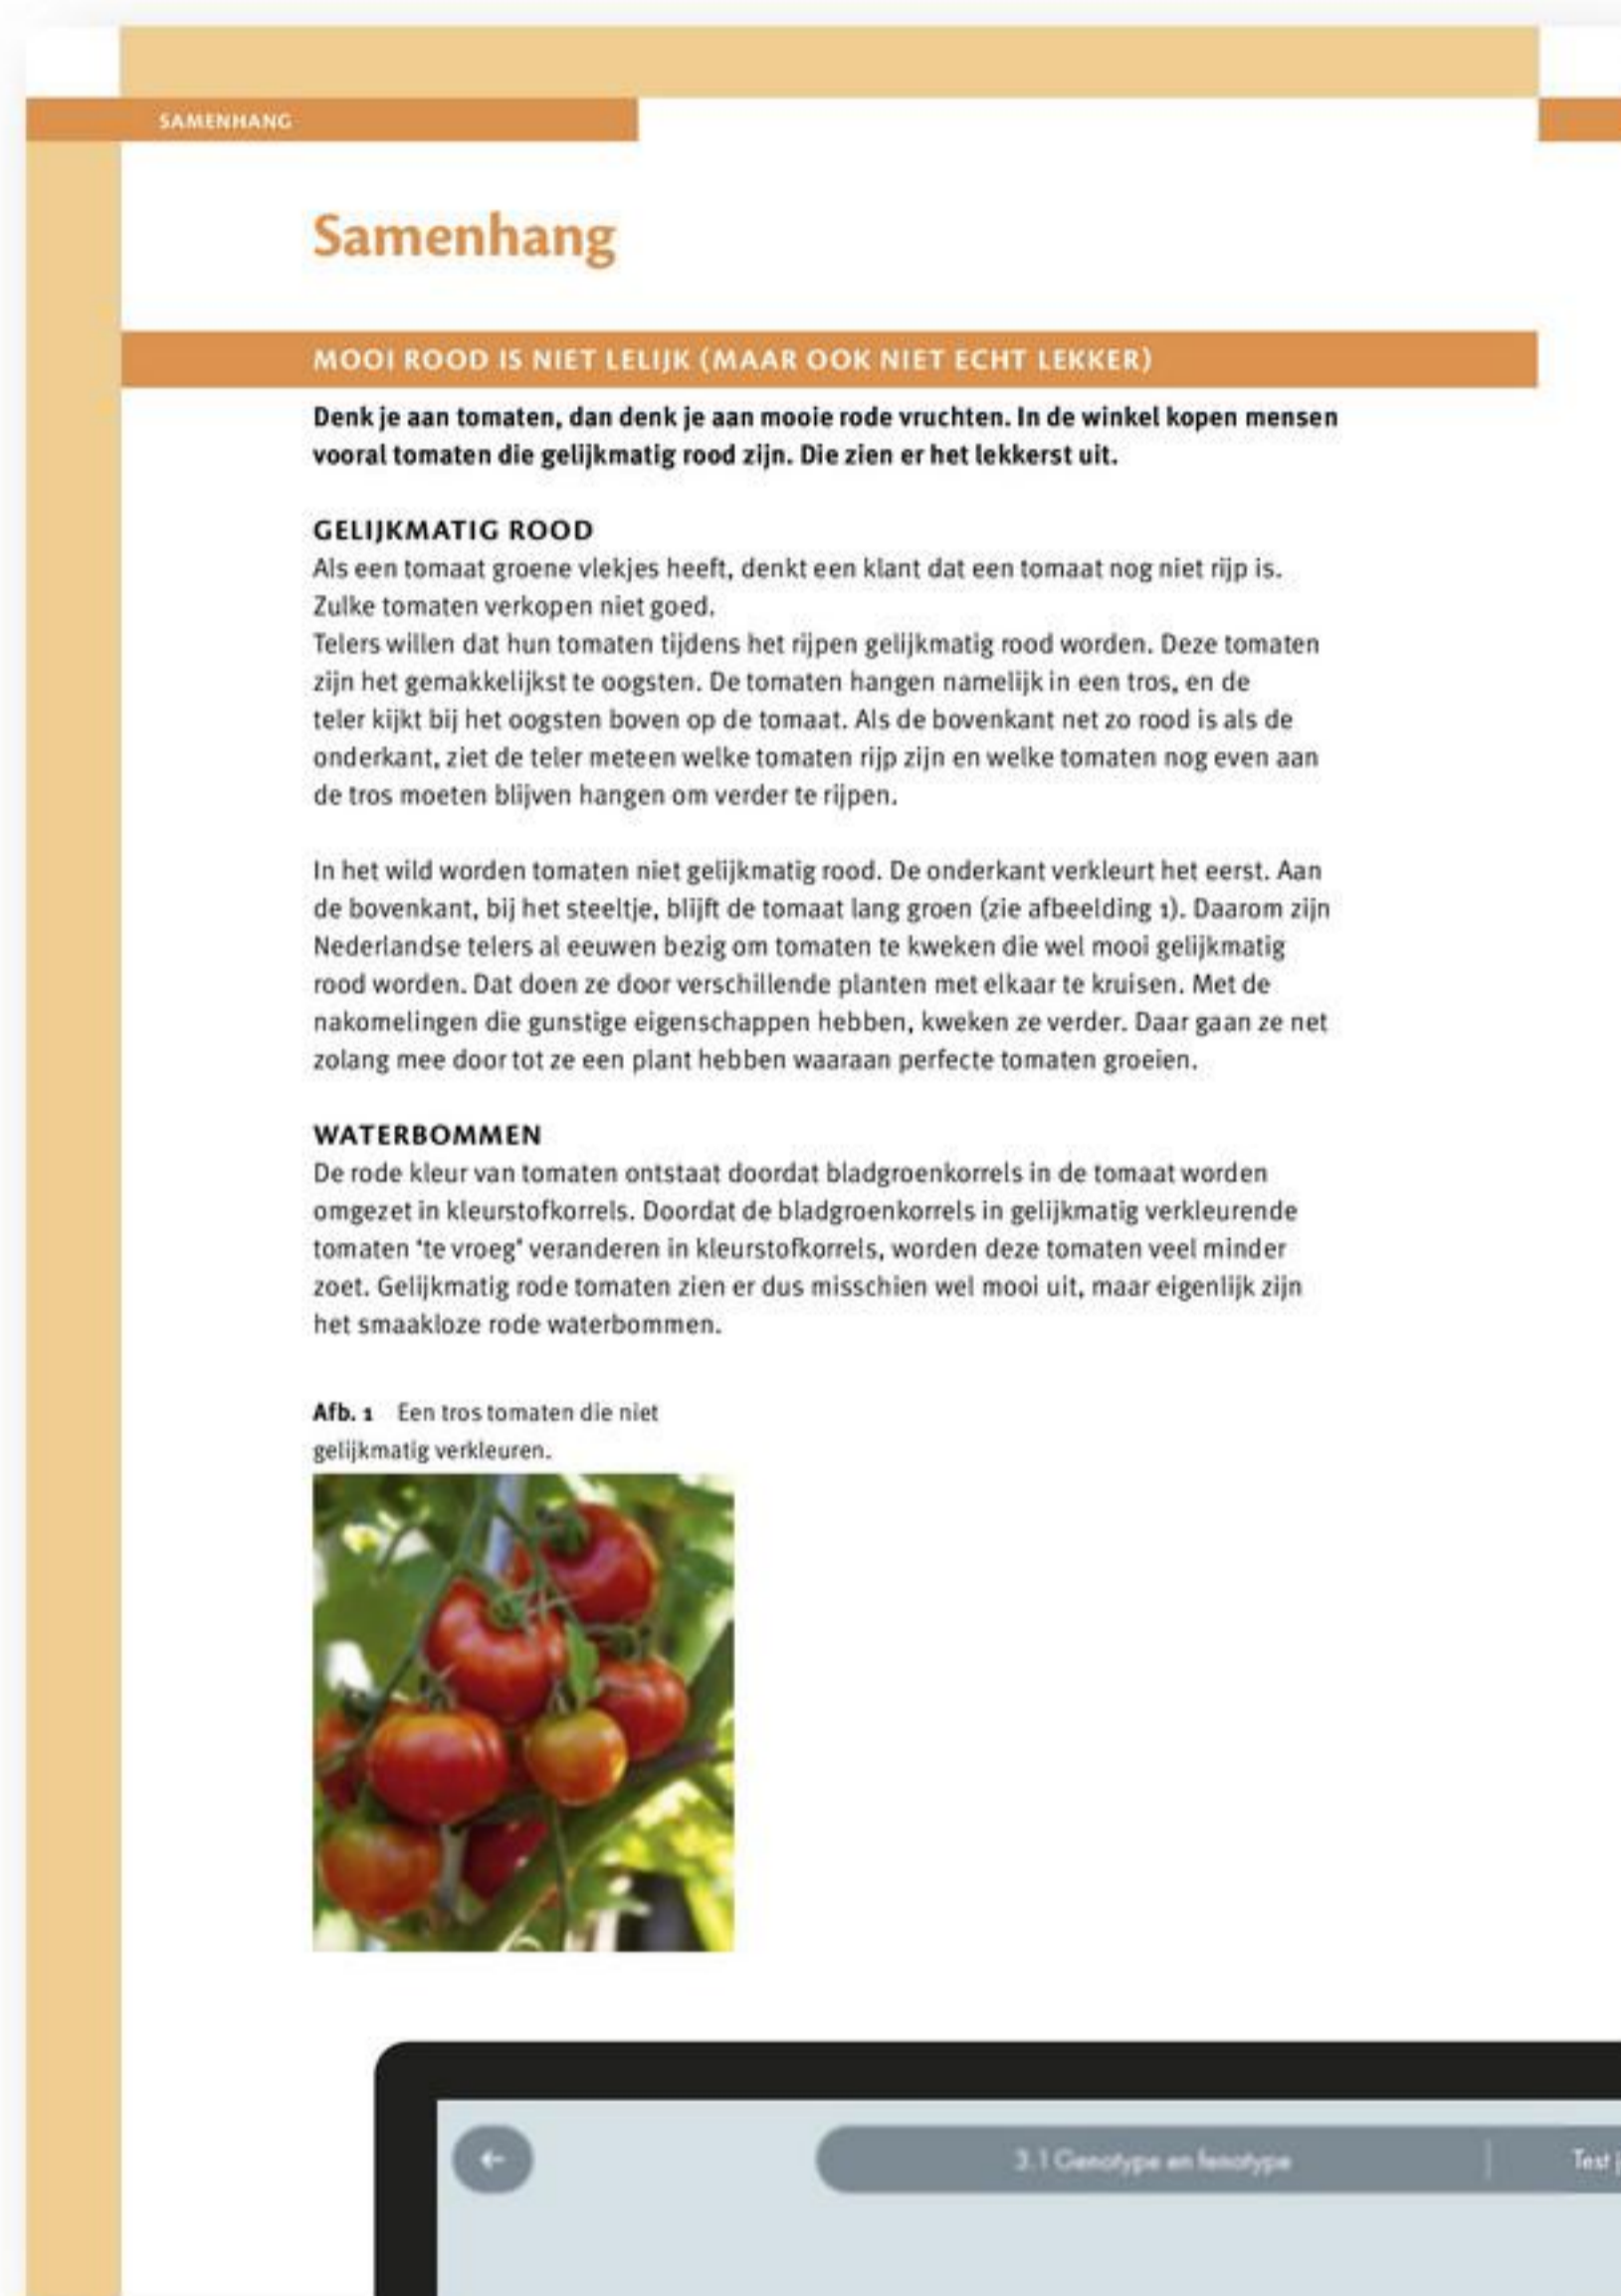 SAMENHANG
Samenhang
MOOI ROOD IS NIET LELIJK (MAAR OOK NIET ECHT LEKKER)
Denk je aan tomaten, dan denk je aan mooie rode vruchten. In de winkel kopen mensen
vooral tomaten die gelijkmatig rood zijn. Die zien er het lekkerst uit.
GELIJKMATIG ROOD
Als een tomaat groene vlekjes heeft, denkt een klant dat een tomaat nog niet rijp is.
Zulke tomaten verkopen niet goed.
Telers willen dat hun tomaten tijdens het rijpen gelijkmatig rood worden. Deze tomaten
zijn het gemakkelijkst te oogsten. De tomaten hangen namelijk in een tros, en de
teler kijkt bij het oogsten boven op de tomaat. Als de bovenkant net zo rood is als de
onderkant, ziet de teler meteen welke tomaten rijp zijn en welke tomaten nog even aan
de tros moeten blijven hangen om verder te rijpen.
In het wild worden tomaten niet gelijkmatig rood. De onderkant verkleurt het eerst. Aan
de bovenkant, bij het steeltje, blijft de tomaat lang groen (zie afbeelding 1). Daarom zijn
Nederlandse telers al eeuwen bezig om tomaten te kweken die wel mooi gelijkmatig
rood worden. Dat doen ze door verschillende planten met elkaar te kruisen. Met de
nakomelingen die gunstige eigenschappen hebben, kweken ze verder. Daar gaan ze net
zolang mee door tot ze een plant hebben waaraan perfecte tomaten groeien.
WATERBOMMEN
De rode kleur van tomaten ontstaat doordat bladgroenkorrels in de tomaat worden
omgezet in kleurstofkorrels. Doordat de bladgroenkorrels in gelijkmatig verkleurende
tomaten ‘te vroeg’ veranderen in kleurstofkorrels, worden deze tomaten veel minder
zoet. Gelijkmatig rode tomaten zien er dus misschien wel mooi uit, maar eigenlijk zijn
het smaakloze rode waterbommen.
Afb. 1 Een tros tomaten die niet
gelijkmatig verkleuren.
3.1 Genotype en fenotype
Test j